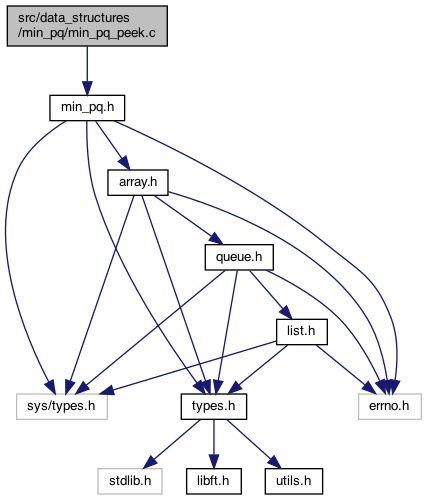 src/data_structures
/min_pq/min_pq_peek.c
min_pq.h
array.h
queue.h
list.h
sys/types.h
types.h
errno.h
stdlib.h
libft.h
utils.h